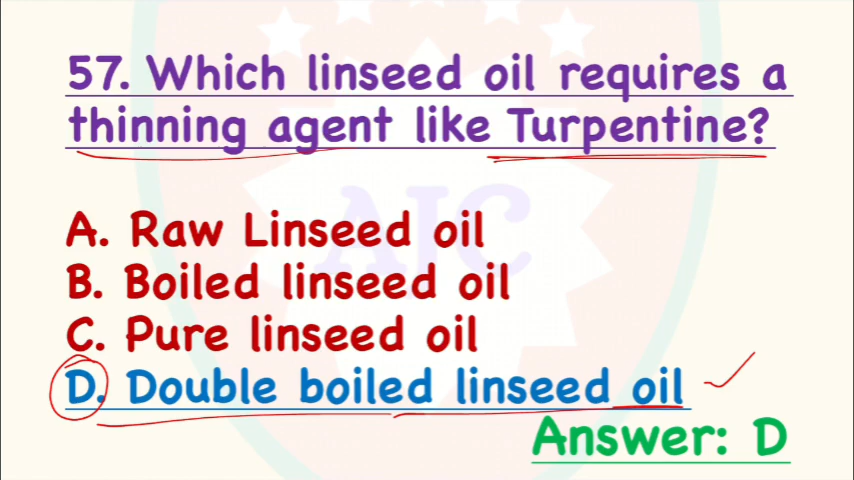 57. Which linseed oil requires a
thinning agent like Turpentine?
AJC
A. Raw Linseed oil
B. Boiled linseed oil
C. Pure linseed oil
D. Double boiled linseed oil
Answer: D